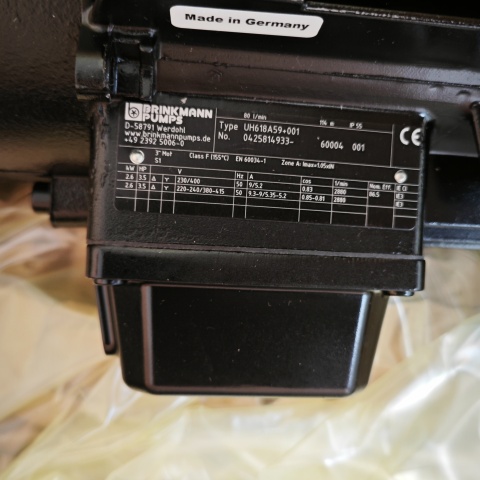 Made in Germany
BRINKMANN
PUMPS
D-58791 Werdohl
www.brinkmannpumps.de
+49 2392 5006-0
80 l/min 114 m IP 55
Type UH618A59+001
No. 0425814933- 60004 001
CE
3~ Mot Class F (155°C) EN 60034-1 Zone A: Imax=1.05xIN
S1
kW HP V Hz A cos 1/min Nom. Eff.
2.6 3.5 Δ Y 230/400 50 9/5.2 0.83 2880 86.5
2.6 3.5 Δ Y 220-240/380-415 50 9.3-9/5.35-5.2 0.85-0.81 2880